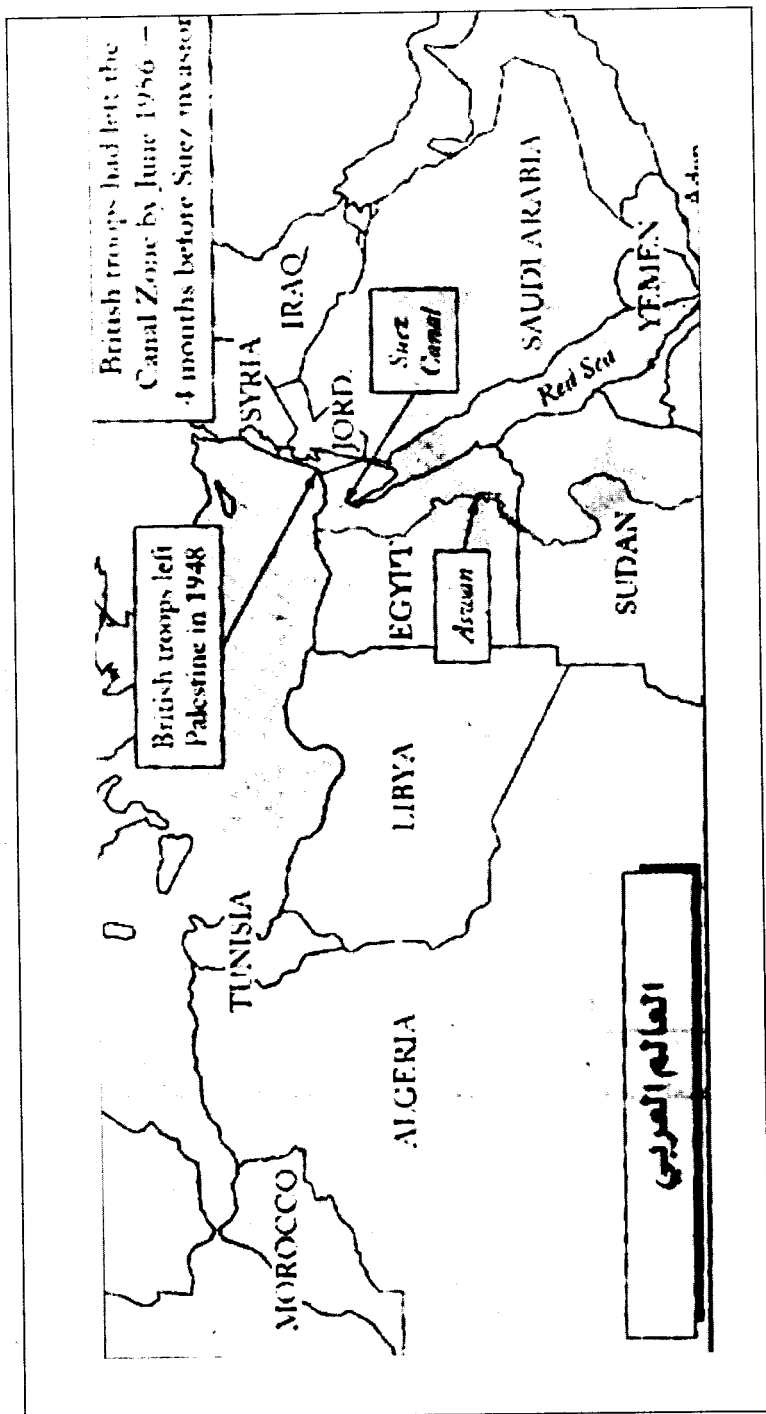 British troops had left the
Canal Zone by June 1956 –
4 months before Suez invasion
British troops left
Palestine in 1948
SYRIA
IRAQ
JORD.
Suez
Canal
MOROCCO
TUNISIA
ALGERIA
LIBYA
EGYPT
Aswan
SAUDI ARABIA
Red Sea
SUDAN
YEMEN
Aden
العالم العربي